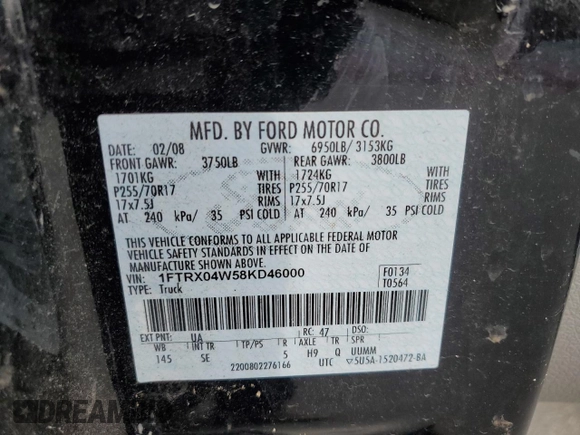 MFD. BY FORD MOTOR CO.
DATE: 02/08 GVWR: 6950LB/ 3153KG
FRONT GAWR: 3750LB REAR GAWR: 3800LB
1701KG WITH 1724KG WITH
P255/70R17 TIRES P255/70R17 TIRES
17x7.5J RIMS 17x7.5J RIMS
AT 240 kPa/ 35 PSI COLD AT 240 kPa/ 35 PSI COLD
THIS VEHICLE CONFORMS TO ALL APPLICABLE FEDERAL MOTOR
VEHICLE SAFETY STANDARDS IN EFFECT ON THE DATE OF
MANUFACTURE SHOWN ABOVE.
VIN: 1FTRX04W58KD46000 F0134
TYPE: Truck T0564
EXT PNT: UA RC: 47 DSO:
WB INT TR TP/PS R AXLE TR SPR
145 SE 5 H9 Q UUMM
2200802276166 UTC ▽5U5A-1520472-BA
DREAMBID